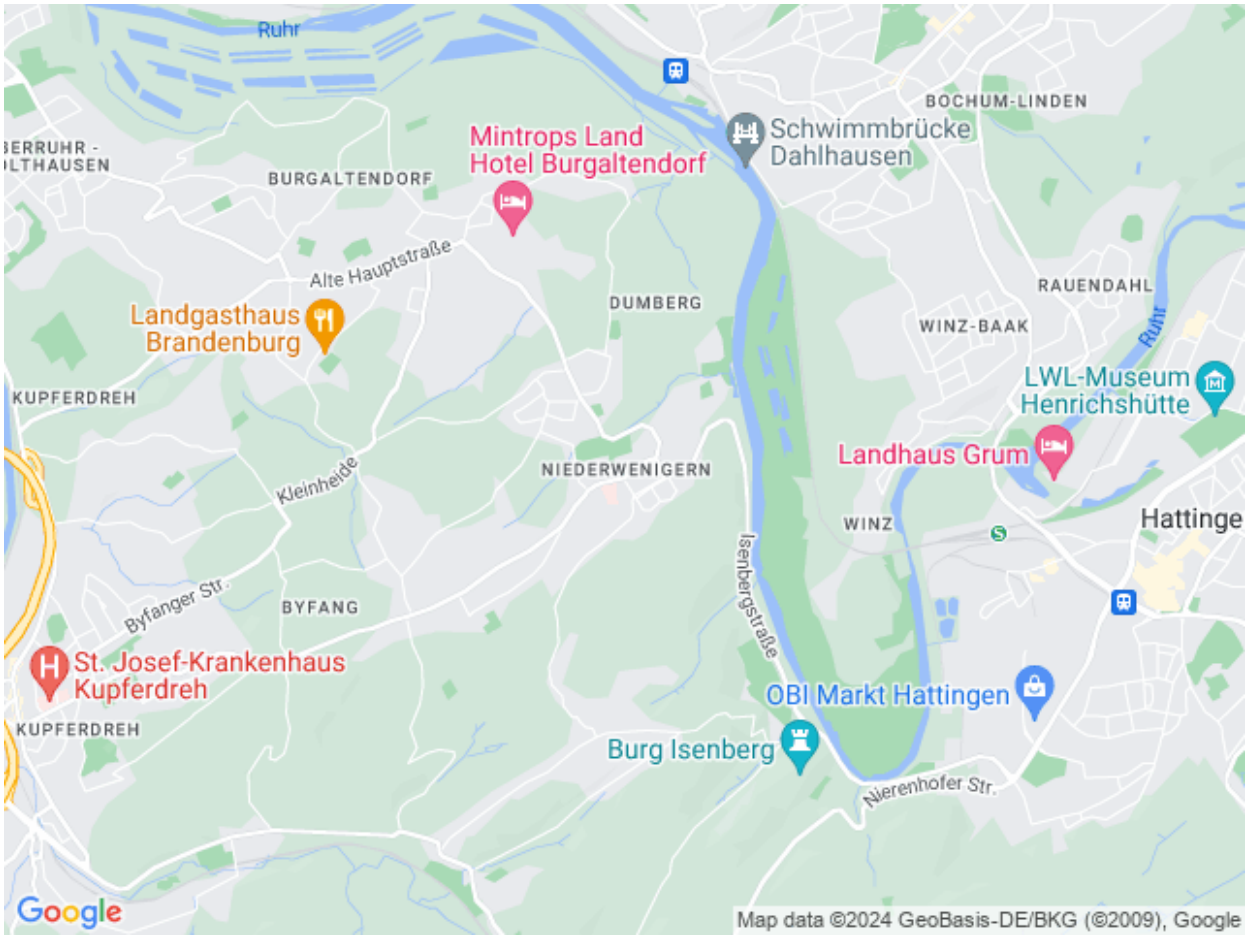 Ruhr
BOCHUM-LINDEN
Mintrops Land
Hotel Burgaltendorf
Schwimmbrücke
Dahlhausen
BERRUHR -
OLTHAUSEN
BURGALTENDORF
Alte Hauptstraße
Landgasthaus
Brandenburg
DUMBERG
RAUENDAHL
WINZ-BAAK
Ruhr
LWL-Museum
Henrichshütte
KUPFERDREH
Landhaus Grum
Kleinheide
NIEDERWENIGERN
WINZ
S
Hattinge
Isenbergstraße
Byfanger Str.
BYFANG
H
St. Josef-Krankenhaus
Kupferdreh
OBI Markt Hattingen
KUPFERDREH
Burg Isenberg
Nierenhofer Str.
Google
Map data ©2024 GeoBasis-DE/BKG (©2009), Google